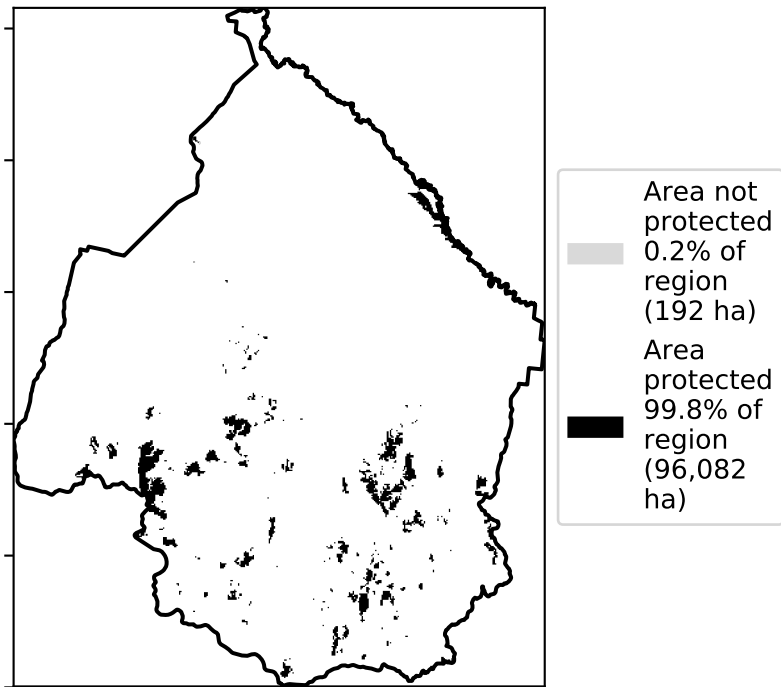 Area not
protected
0.2% of
region
(192 ha)
Area
protected
99.8% of
region
(96,082
ha)